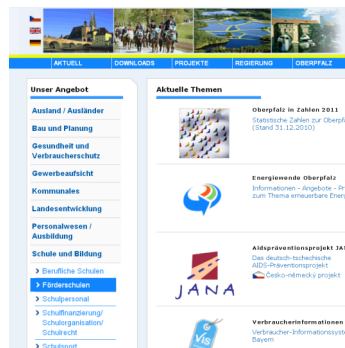 AKTUELL DOWNLOADS PROJEKTE REGIERUNG OBERPFALZ
Unser Angebot
Ausland / Ausländer
Bau und Planung
Gesundheit und
Verbraucherschutz
Gewerbeaufsicht
Kommunales
Landesentwicklung
Personalwesen /
Ausbildung
Schule und Bildung
Berufliche Schulen
Förderschulen
Schulpersonal
Schulfinanzierung/
Schulorganisation/
Schulrecht
Schulsport
Aktuelle Themen
Oberpfalz in Zahlen 2011
Statistische Zahlen zur Oberpf
(Stand 31.12.2010)
Energiewende Oberpfalz
Informationen - Angebote - Pr
zum Thema erneuerbare Energ
JANA
Aidspräventionsprojekt JA
Das deutsch-tschechische
AIDS-Präventionsprojekt
Česko-německý projekt
Vis
Verbraucherinformationen
Verbraucher-Informationssyst
Bayern